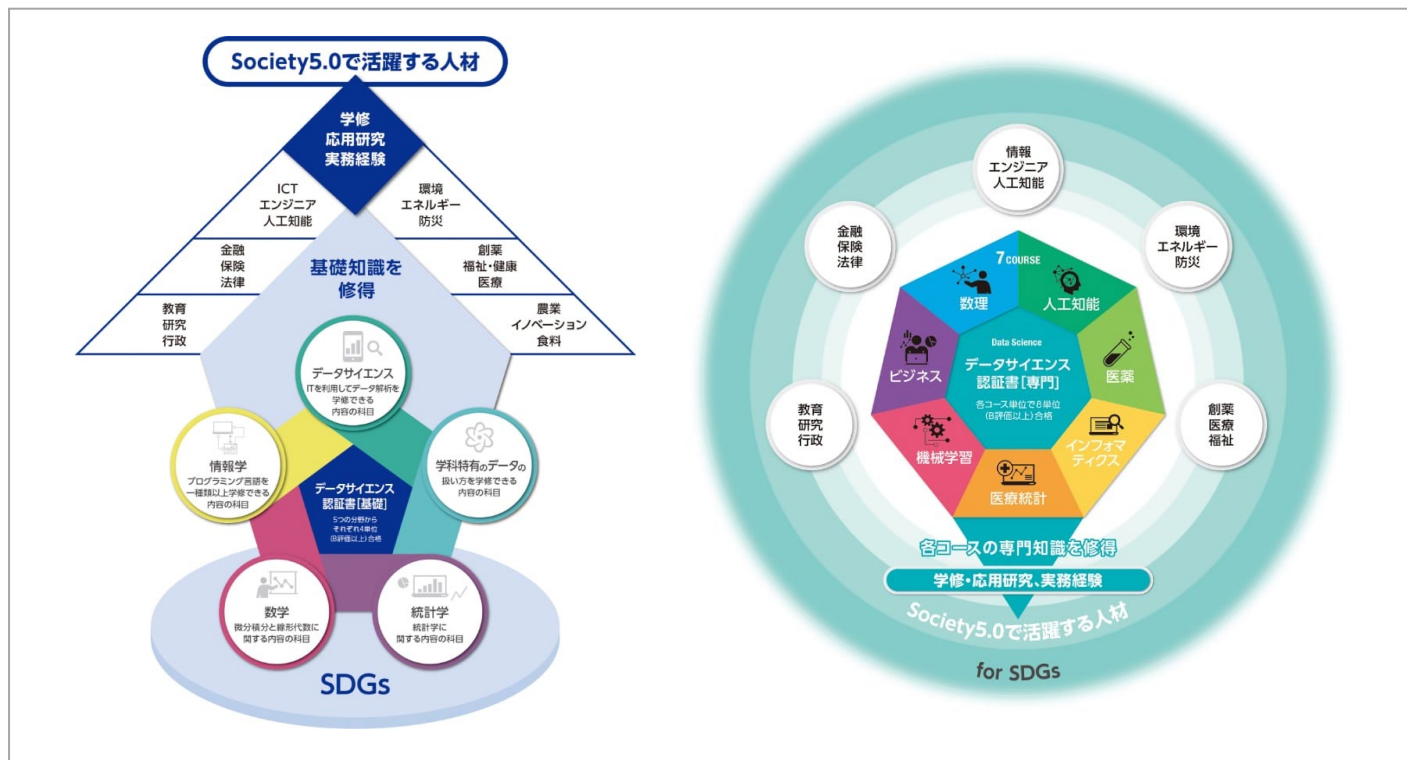 Society5.0で活躍する人材
学修
応用研究
実務経験
ICT
エンジニア
人工知能
環境
エネルギー
防災
金融
保険
法律
創薬
福祉・健康
医療
教育
研究
行政
農業
イノベーション
食料
基礎知識を
修得
データサイエンス
ITを利用してデータ解析を
学修できる
内容の科目
情報学
プログラミング言語を
一種類以上学修できる
内容の科目
学科特有のデータの
扱い方を学修できる
内容の科目
データサイエンス
認証書[基礎]
5つの分野から
それぞれ4単位
(B評価以上)合格
数学
微分積分と線形代数に
関する内容の科目
統計学
統計学に
関する内容の科目
SDGs
情報
エンジニア
人工知能
金融
保険
法律
環境
エネルギー
防災
教育
研究
行政
創薬
医療
福祉
7 COURSE
数理
人工知能
ビジネス
医薬
機械学習
インフォマ
ティクス
医療統計
Data Science
データサイエンス
認証書[専門]
各コース単位で8単位
(B評価以上)合格
各コースの専門知識を修得
学修・応用研究、実務経験
Society5.0で活躍する人材
for SDGs